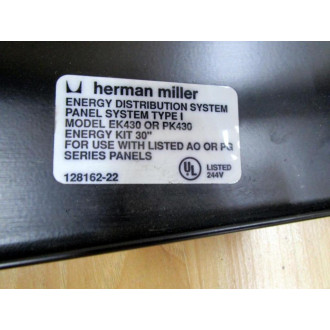 herman miller
ENERGY DISTRIBUTION SYSTEM
PANEL SYSTEM TYPE I
MODEL EK430 OR PK430
ENERGY KIT 30"
FOR USE WITH LISTED AO OR PG
SERIES PANELS
UL LISTED
244V
128162-22